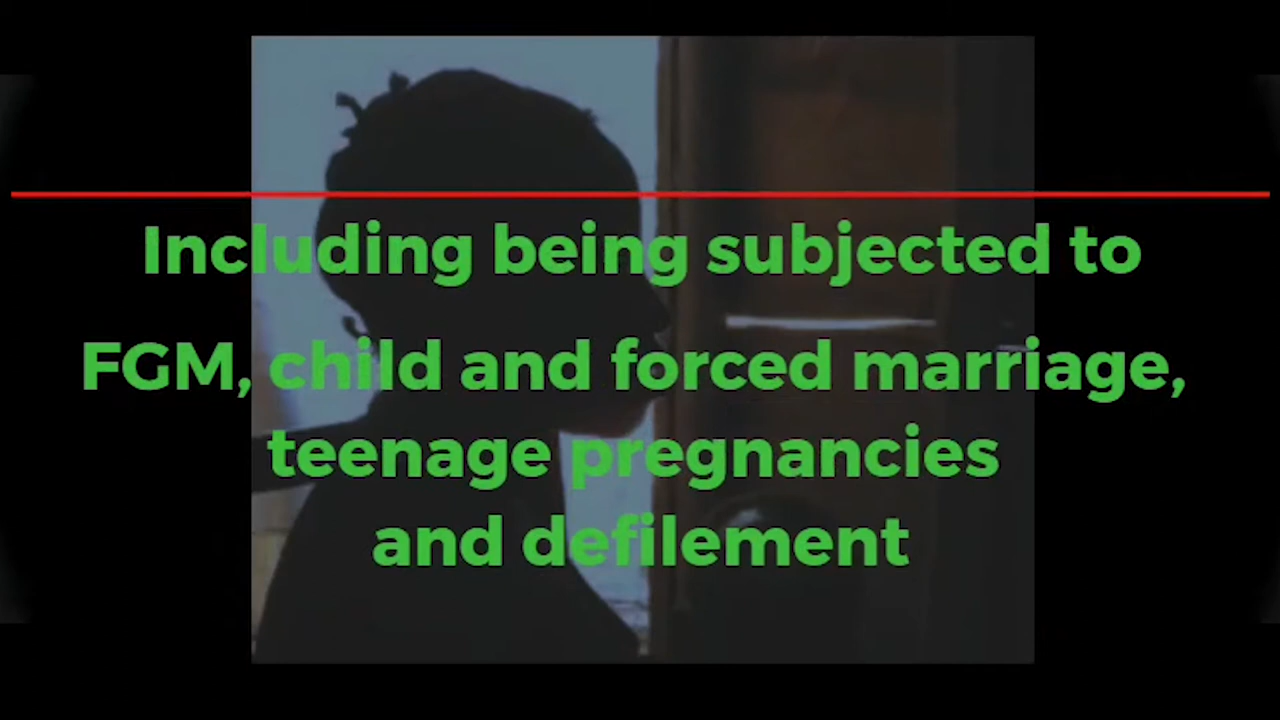 Including being subjected to
FGM, child and forced marriage,
teenage pregnancies
and defilement